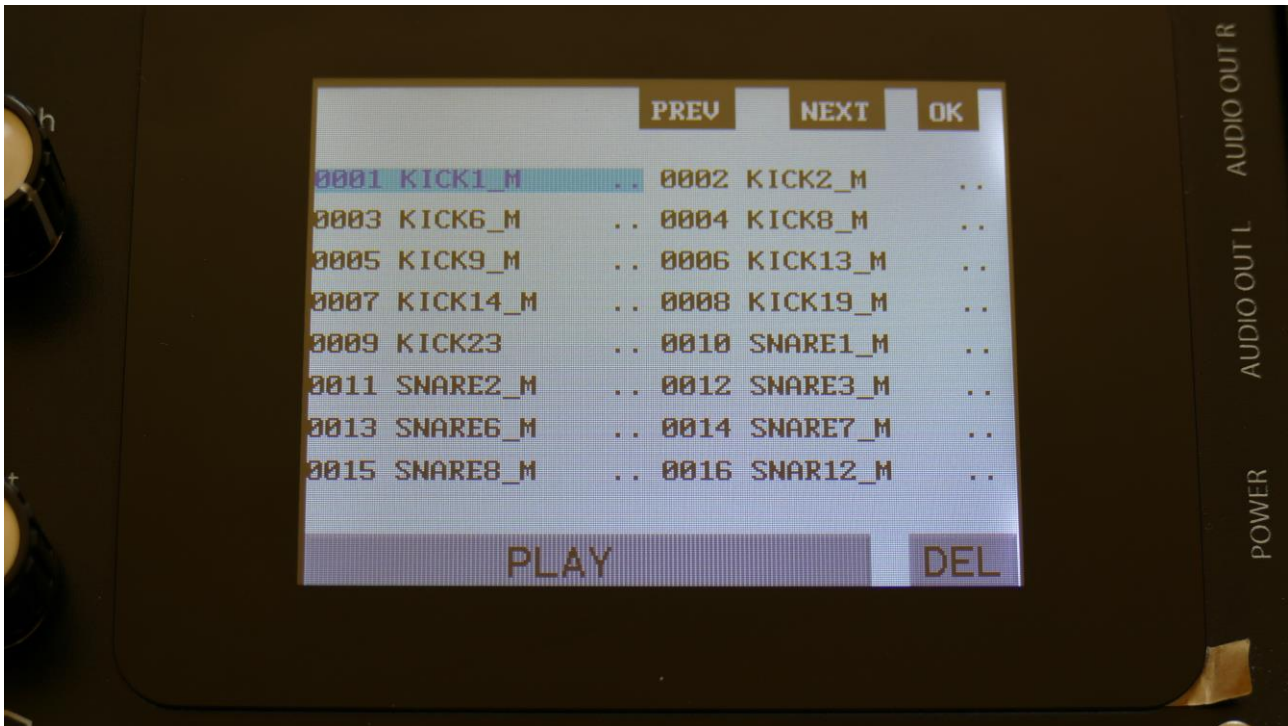 PREV NEXT OK
0001 KICK1_M .. 0002 KICK2_M ..
0003 KICK6_M .. 0004 KICK8_M ..
0005 KICK9_M .. 0006 KICK13_M ..
0007 KICK14_M .. 0008 KICK19_M ..
0009 KICK23 .. 0010 SNARE1_M ..
0011 SNARE2_M .. 0012 SNARE3_M ..
0013 SNARE6_M .. 0014 SNARE7_M ..
0015 SNARE8_M .. 0016 SNAR12_M ..
PLAY DEL
AUDIO OUT R
AUDIO OUT L
POWER